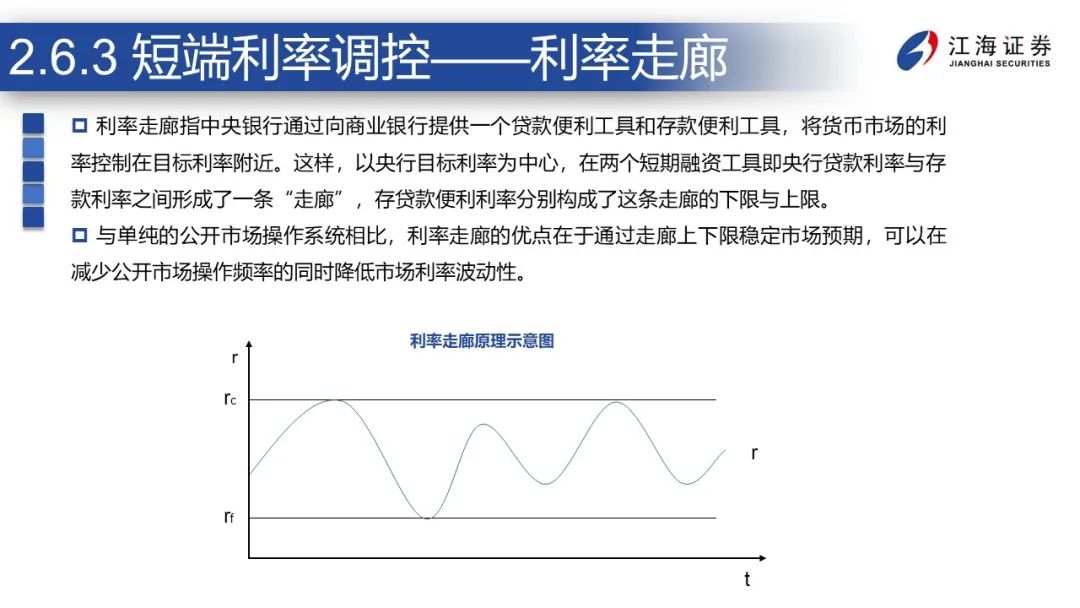 2.6.3 短端利率调控——利率走廊
江海证券
JIANGHAI SECURITIES
利率走廊指中央银行通过向商业银行提供一个贷款便利工具和存款便利工具，将货币市场的利
率控制在目标利率附近。这样，以央行目标利率为中心，在两个短期融资工具即央行贷款利率与存
款利率之间形成了一条“走廊”，存贷款便利利率分别构成了这条走廊的下限与上限。
与单纯的公开市场操作系统相比，利率走廊的优点在于通过走廊上下限稳定市场预期，可以在
减少公开市场操作频率的同时降低市场利率波动性。
利率走廊原理示意图
r
rc
r
rf
t